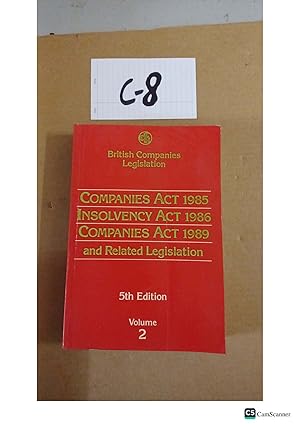 C-8
British Companies
Legislation
COMPANIES ACT 1985
INSOLVENCY ACT 1986
COMPANIES ACT 1989
and Related Legislation
5th Edition
Volume
2
CS CamScanner